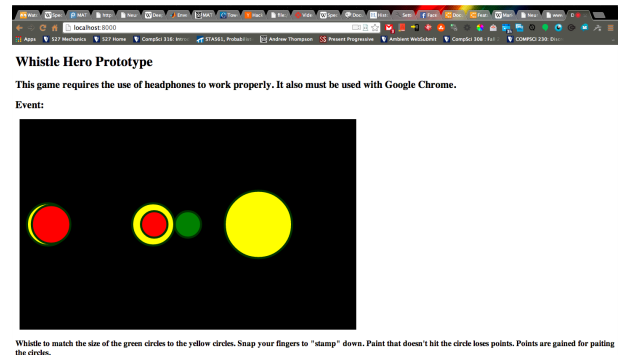 localhost:8000
Apps 527 Mechanics 527 Home CompSci 316: Intro STA561, Probabilis Andrew Thompson Present Progressive Ambient WebSubmit CompSci 308 : Fall COMPSCI 230: Disc
Whistle Hero Prototype
This game requires the use of headphones to work properly. It also must be used with Google Chrome.
Event:
Whistle to match the size of the green circles to the yellow circles. Snap your fingers to "stamp" down. Paint that doesn't hit the circle loses points. Points are gained for paiting
the circles.